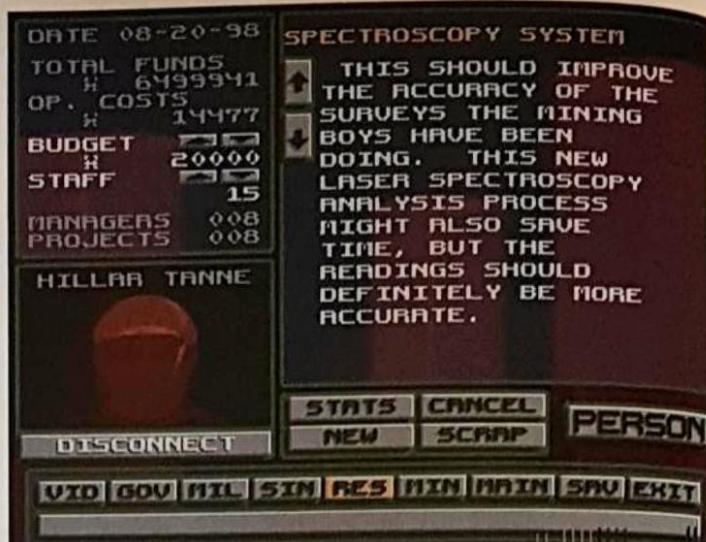 DATE 08-20-98
TOTAL FUNDS
6499941
OP. COSTS
14477
BUDGET
20000
STAFF
15
MANAGERS 008
PROJECTS 008
HILLAR TANNE
DISCONNECT
SPECTROSCOPY SYSTEM
THIS SHOULD IMPROVE
THE ACCURACY OF THE
SURVEYS THE MINING
BOYS HAVE BEEN
DOING. THIS NEW
LASER SPECTROSCOPY
ANALYSIS PROCESS
MIGHT ALSO SAVE
TIME, BUT THE
READINGS SHOULD
DEFINITELY BE MORE
ACCURATE.
STATS CANCEL
NEW SCRAP
PERSON
VID GOV MIL SIN RES MIN MAIN SAV EXIT